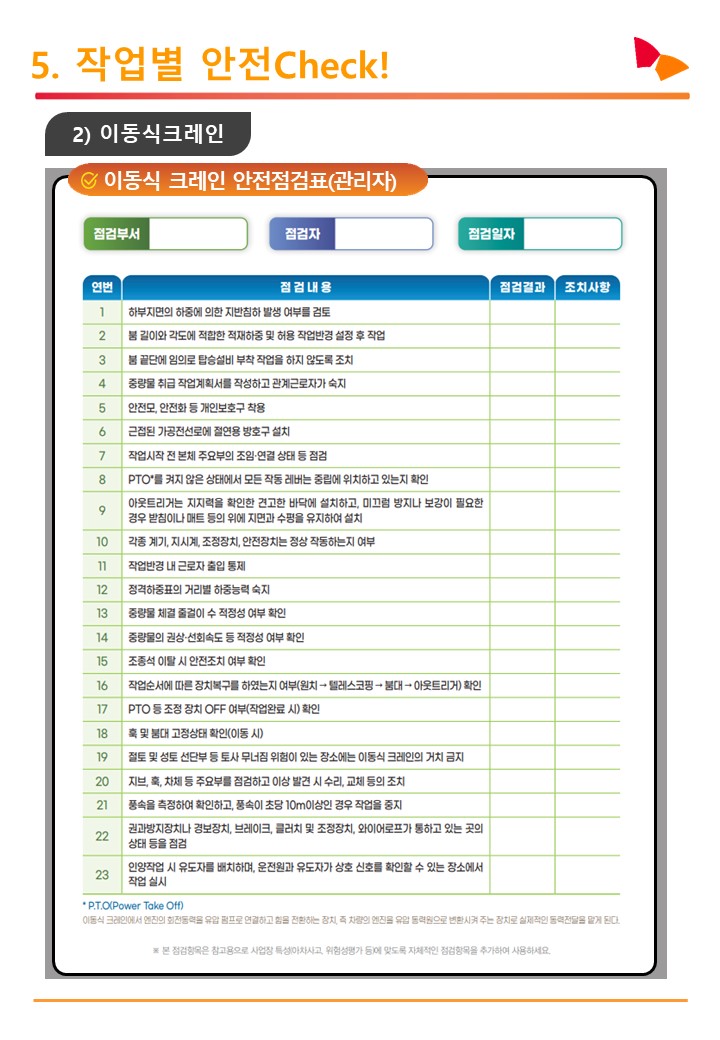 5. 작업별 안전Check!
2) 이동식크레인
이동식 크레인 안전점검표(관리자)
점검부서 점검자 점검일자
연번 점 검 내 용 점검결과 조치사항
1 하부지면의 하중에 의한 지반침하 발생 여부를 검토
2 붐 길이와 각도에 적합한 적재하중 및 허용 작업반경 설정 후 작업
3 붐 끝단에 임의로 탑승설비 부착 작업을 하지 않도록 조치
4 중량물 취급 작업계획서를 작성하고 관계근로자가 숙지
5 안전모, 안전화 등 개인보호구 착용
6 근접된 가공전선로에 절연용 방호구 설치
7 작업시작 전 본체 주요부의 조임·연결 상태 등 점검
8 PTO*를 켜지 않은 상태에서 모든 작동 레버는 중립에 위치하고 있는지 확인
9 아웃트리거는 지지력을 확인한 견고한 바닥에 설치하고, 미끄럼 방지나 보강이 필요한
경우 받침이나 매트 등의 위에 지면과 수평을 유지하여 설치
10 각종 계기, 지시계, 조정장치, 안전장치는 정상 작동하는지 여부
11 작업반경 내 근로자 출입 통제
12 정격하중표의 거리별 하중능력 숙지
13 중량물 체결 줄걸이 수 적정성 여부 확인
14 중량물의 권상·선회속도 등 적정성 여부 확인
15 조종석 이탈 시 안전조치 여부 확인
16 작업순서에 따른 장치복구를 하였는지 여부(원치 → 텔레스코핑 → 붐대 → 아웃트리거) 확인
17 PTO 등 조정 장치 OFF 여부(작업완료 시) 확인
18 훅 및 붐대 고정상태 확인(이동 시)
19 절토 및 성토 선단부 등 토사 무너짐 위험이 있는 장소에는 이동식 크레인의 거치 금지
20 지브, 훅, 차체 등 주요부를 점검하고 이상 발견 시 수리, 교체 등의 조치
21 풍속을 측정하여 확인하고, 풍속이 초당 10m이상인 경우 작업을 중지
22 권과방지장치나 경보장치, 브레이크, 클러치 및 조정장치, 와이어로프가 통하고 있는 곳의
상태 등을 점검
23 인양작업 시 유도자를 배치하며, 운전원과 유도자가 상호 신호를 확인할 수 있는 장소에서
작업 실시
* P.T.O(Power Take Off)
이동식 크레인에서 엔진의 회전동력을 유압 펌프로 연결하고 힘을 전환하는 장치, 즉 차량의 엔진을 유압 동력원으로 변환시켜 주는 장치로 실제적인 동력전달을 맡게 된다.
※ 본 점검항목은 참고용으로 사업장 특성(아차사고, 위험성평가 등)에 맞도록 자체적인 점검항목을 추가하여 사용하세요.